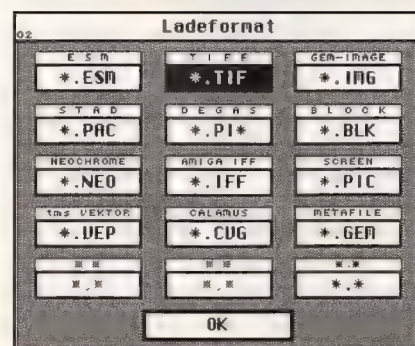 Ladeformat
02
ESM TIFF GEM-IMAGE
*.ESM *.TIF *.IMG
STAD DEGAS BLOCK
*.PAC *.PI* *.BLK
NEOCHROME AMIGA IFF SCREEN
*.NEO *.IFF *.PIC
tms VEKTOR CALAMUS METAFILE
*.VEP *.CVG *.GEM
*.* *.* *.*
*.* *.* *.*
OK